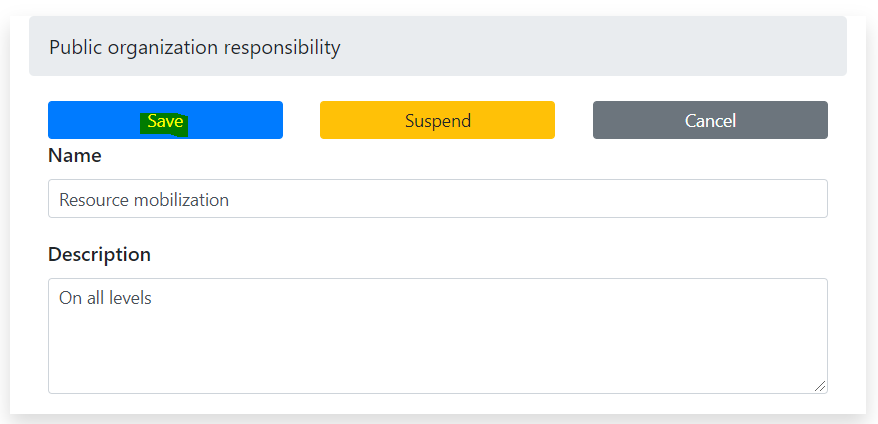 Public organization responsibility
Save
Suspend
Cancel
Name
Resource mobilization
Description
On all levels